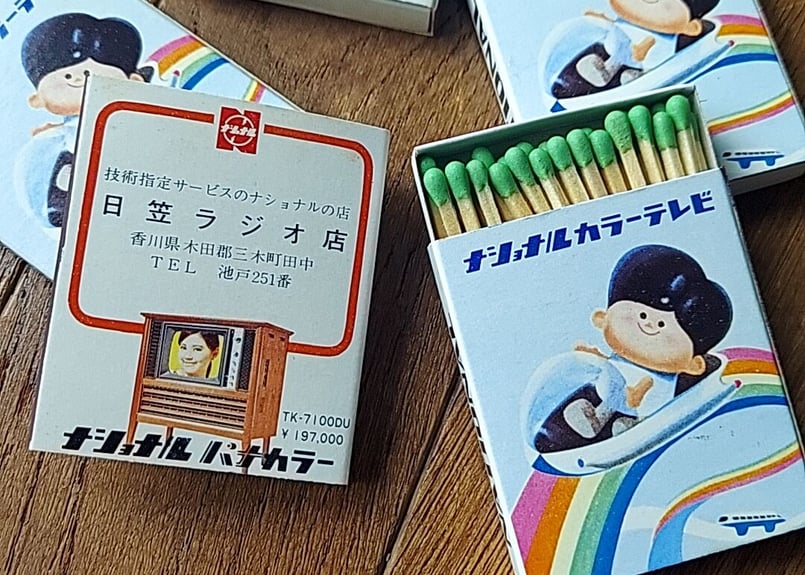 ナショナル
技術指定サービスのナショナルの店
日笠ラジオ店
香川県木田郡三木町田中
TEL 池戸251番
TK-7100DU
¥197,000
ナショナル パナカラー
ナショナルカラーテレビ